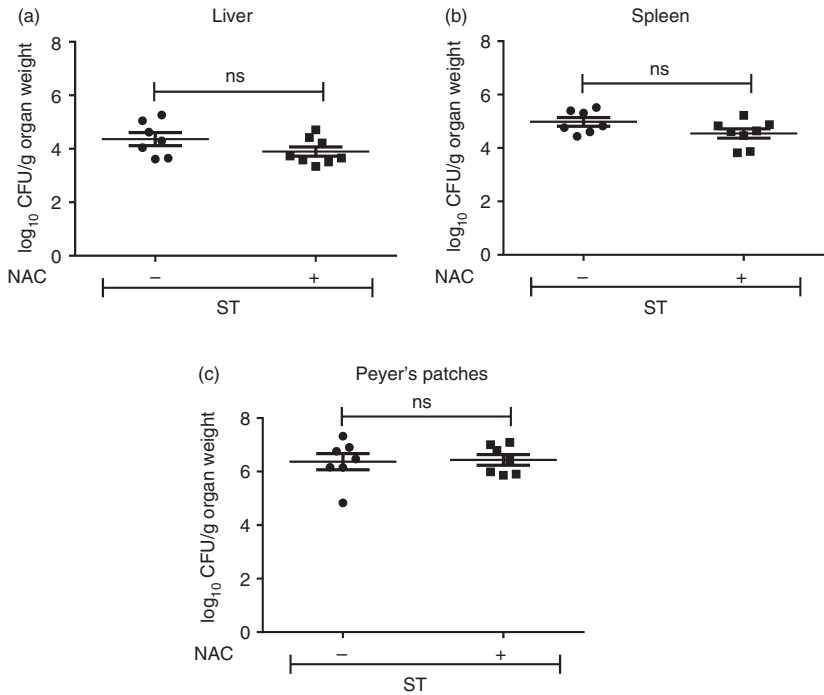 (a) Liver
log10 CFU/g organ weight
8
6
4
2
0
ns
NAC − +
ST
(b) Spleen
log10 CFU/g organ weight
8
6
4
2
0
ns
NAC − +
ST
(c) Peyer's patches
log10 CFU/g organ weight
8
6
4
2
0
ns
NAC − +
ST